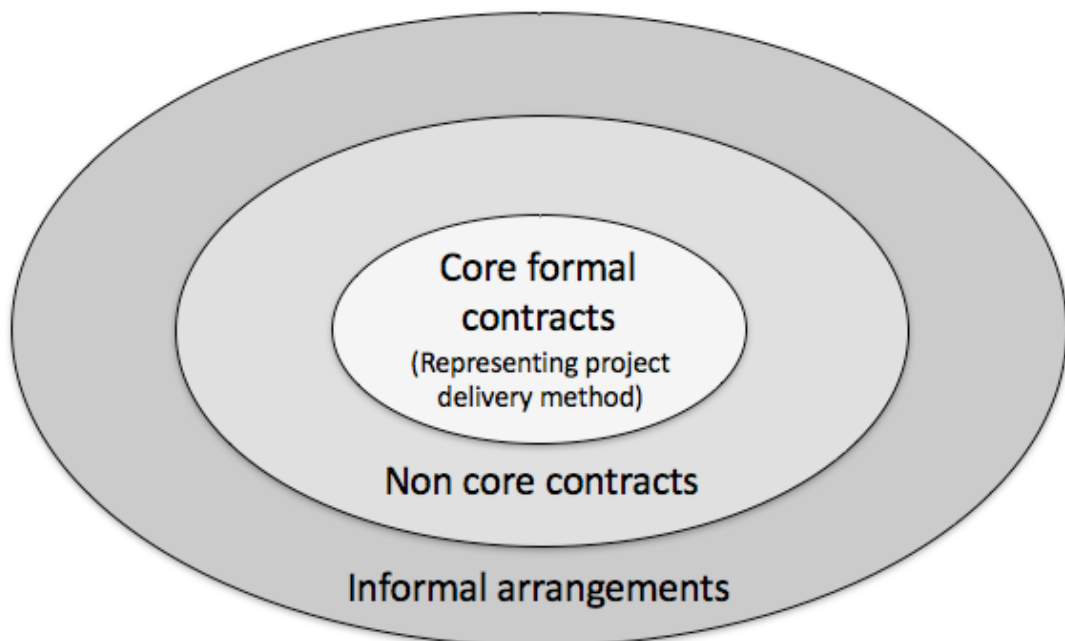 Core formal
contracts
(Representing project
delivery method)
Non core contracts
Informal arrangements